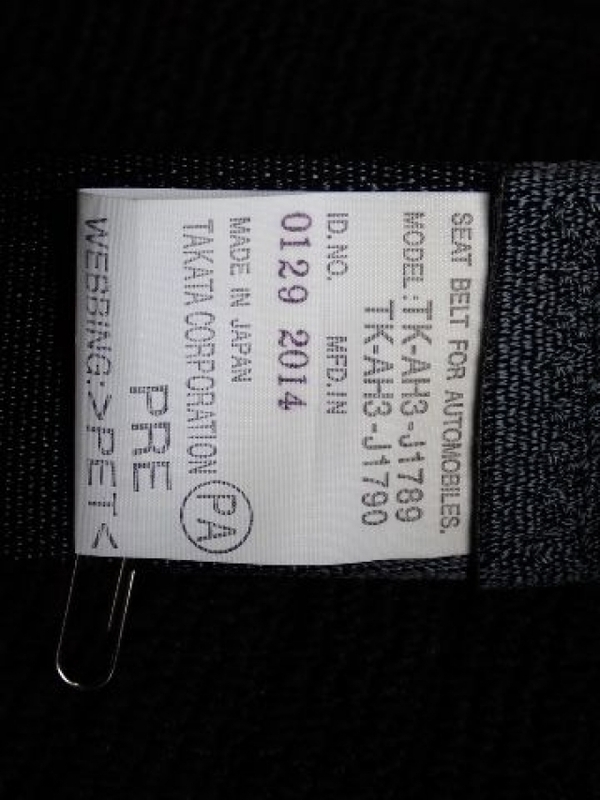 SEAT BELT FOR AUTOMOBILES.
MODEL:TK-AH3-J1789
TK-AH3-J1790
ID.NO. MFD.IN
0129 2014
MADE IN JAPAN
TAKATA CORPORATION PA
PRE
WEBBING:>PET<